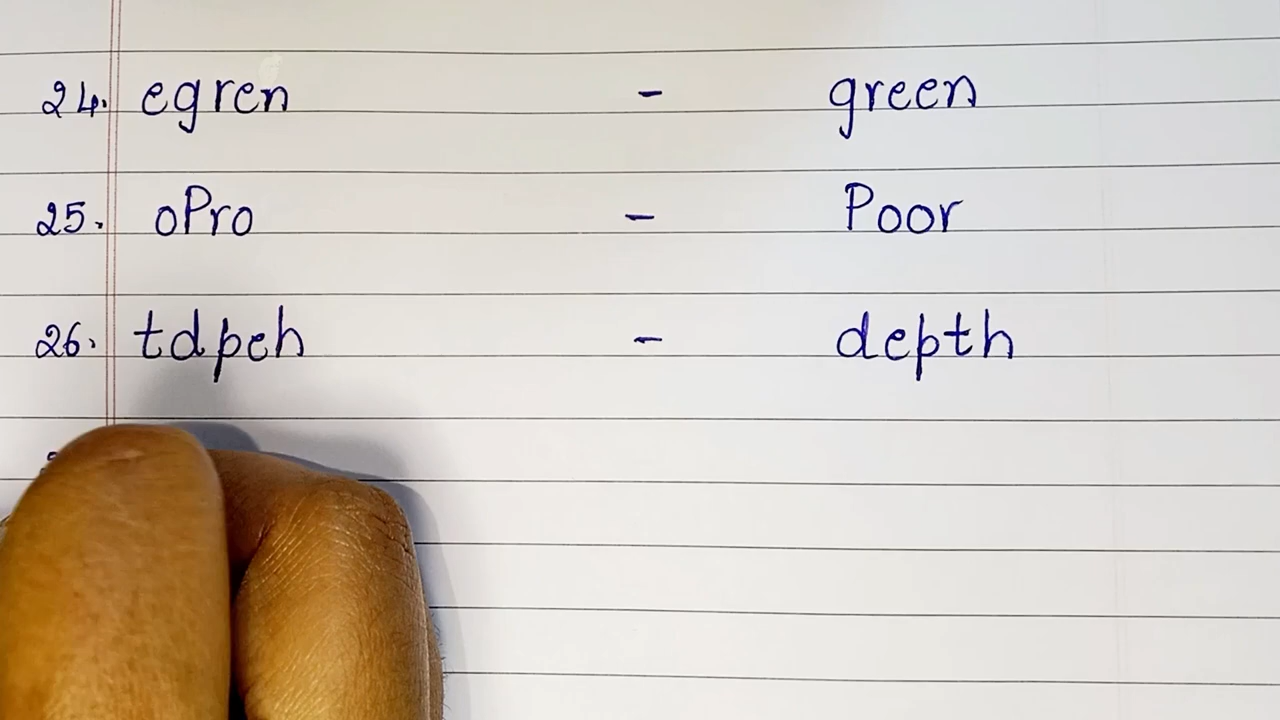 24. egren - green
25. oPro - Poor
26. tdpeh - depth